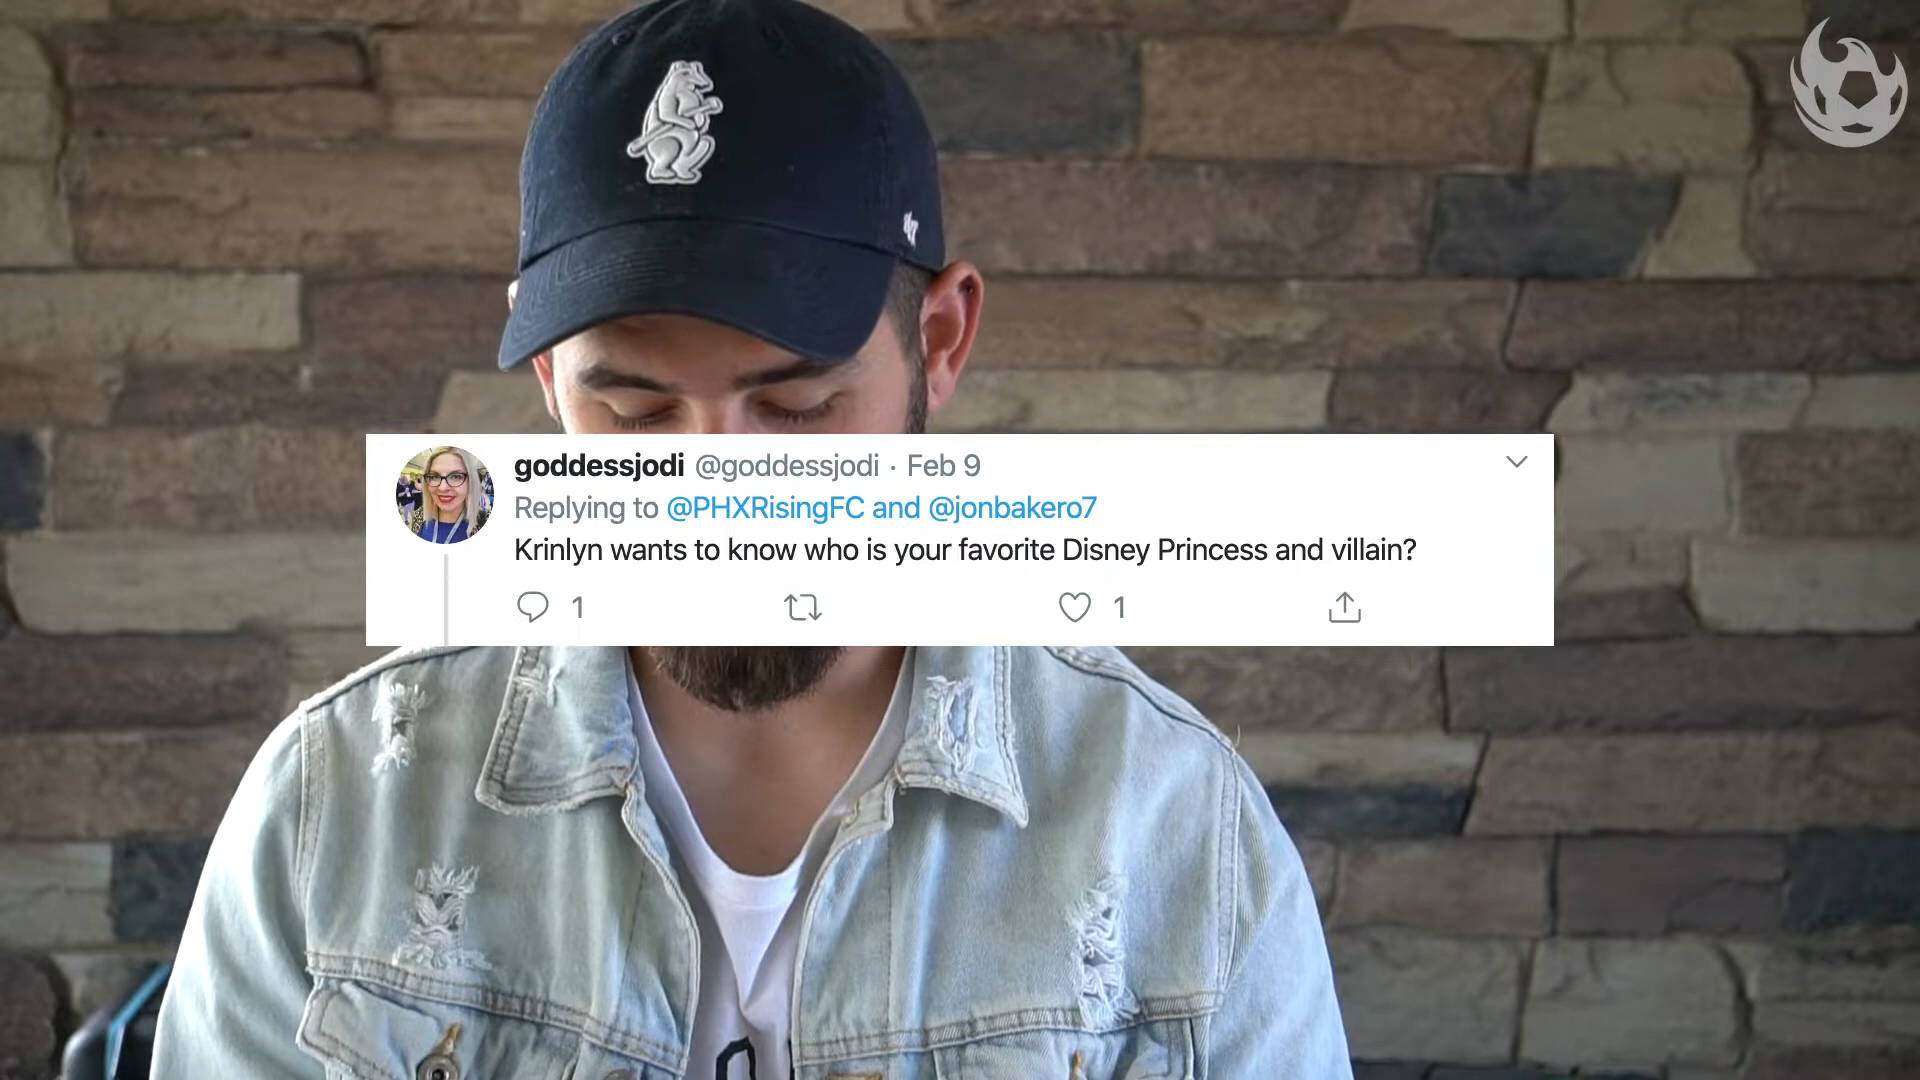 goddessjodi @goddessjodi · Feb 9
Replying to @PHXRisingFC and @jonbakero7
Krinlyn wants to know who is your favorite Disney Princess and villain?
1
1
'47